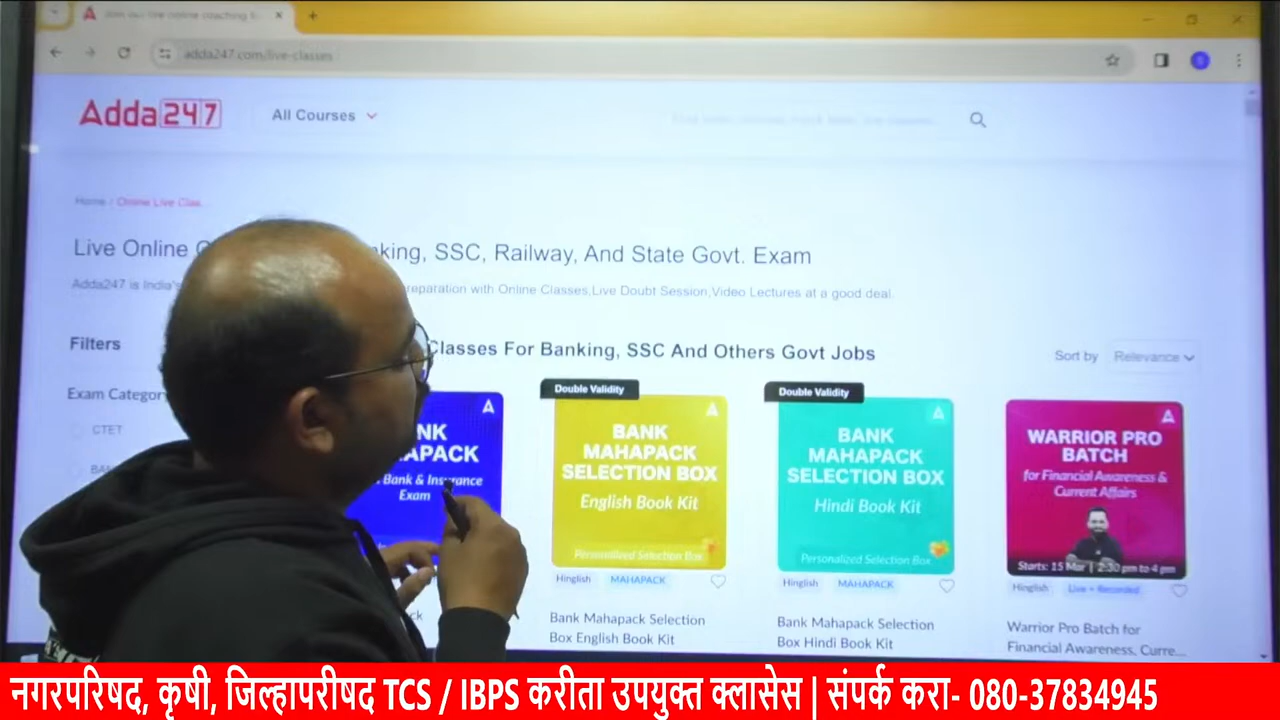 adda247.com/live-classes
Adda247
All Courses
Home / Online Live Clas...
Live Online
king, SSC, Railway, And State Govt. Exam
Adda247 is India's
reparation with Online Classes,Live Doubt Session,Video Lectures at a good deal.
Filters
Classes For Banking, SSC And Others Govt Jobs
Sort by Relevance
Exam Category
CTET
Bank & Insurance
Exam
Double Validity
BANK
MAHAPACK
SELECTION BOX
English Book Kit
Personalized Selection Box
Hinglish MAHAPACK
Bank Mahapack Selection
Box English Book Kit
Double Validity
BANK
MAHAPACK
SELECTION BOX
Hindi Book Kit
Personalized Selection Box
Hinglish MAHAPACK
Bank Mahapack Selection
Box Hindi Book Kit
WARRIOR PRO
BATCH
for Financial Awareness &
Current Affairs
Starts: 15 Mar | 2:30 pm to 4 pm
Hinglish Live + Recorded
Warrior Pro Batch for
Financial Awareness, Curre...
नगरपरिषद, कृषी, जिल्हापरीषद TCS / IBPS करीता उपयुक्त क्लासेस | संपर्क करा- 080-37834945